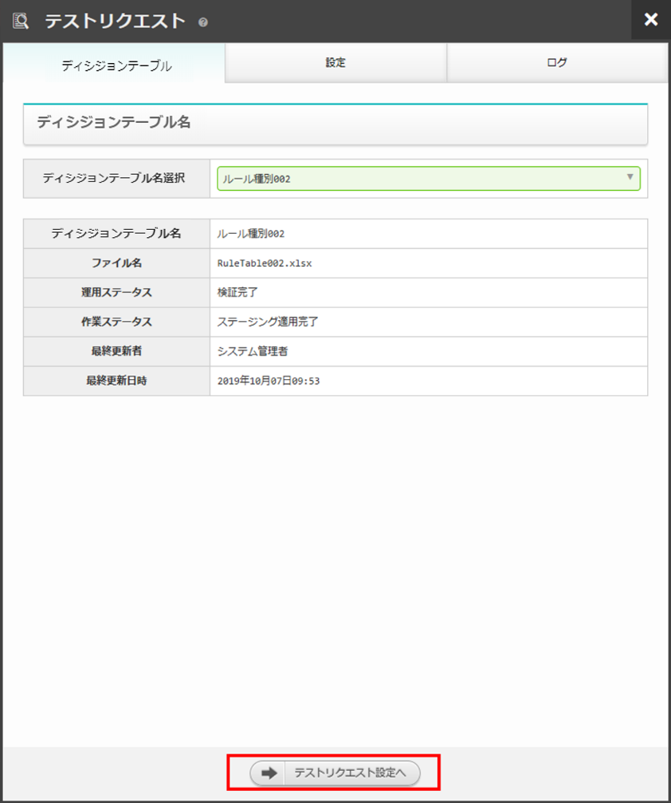 テストリクエスト
ディシジョンテーブル 設定 ログ
ディシジョンテーブル名
ディシジョンテーブル名選択 ルール種別002
ディシジョンテーブル名 ルール種別002
ファイル名 RuleTable002.xlsx
運用ステータス 検証完了
作業ステータス ステージング適用完了
最終更新者 システム管理者
最終更新日時 2019年10月07日09:53
テストリクエスト設定へ